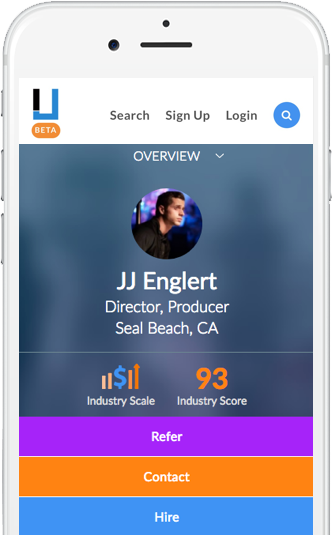 BETA
Search Sign Up Login
OVERVIEW
JJ Englert
Director, Producer
Seal Beach, CA
$ 93
Industry Scale Industry Score
Refer
Contact
Hire